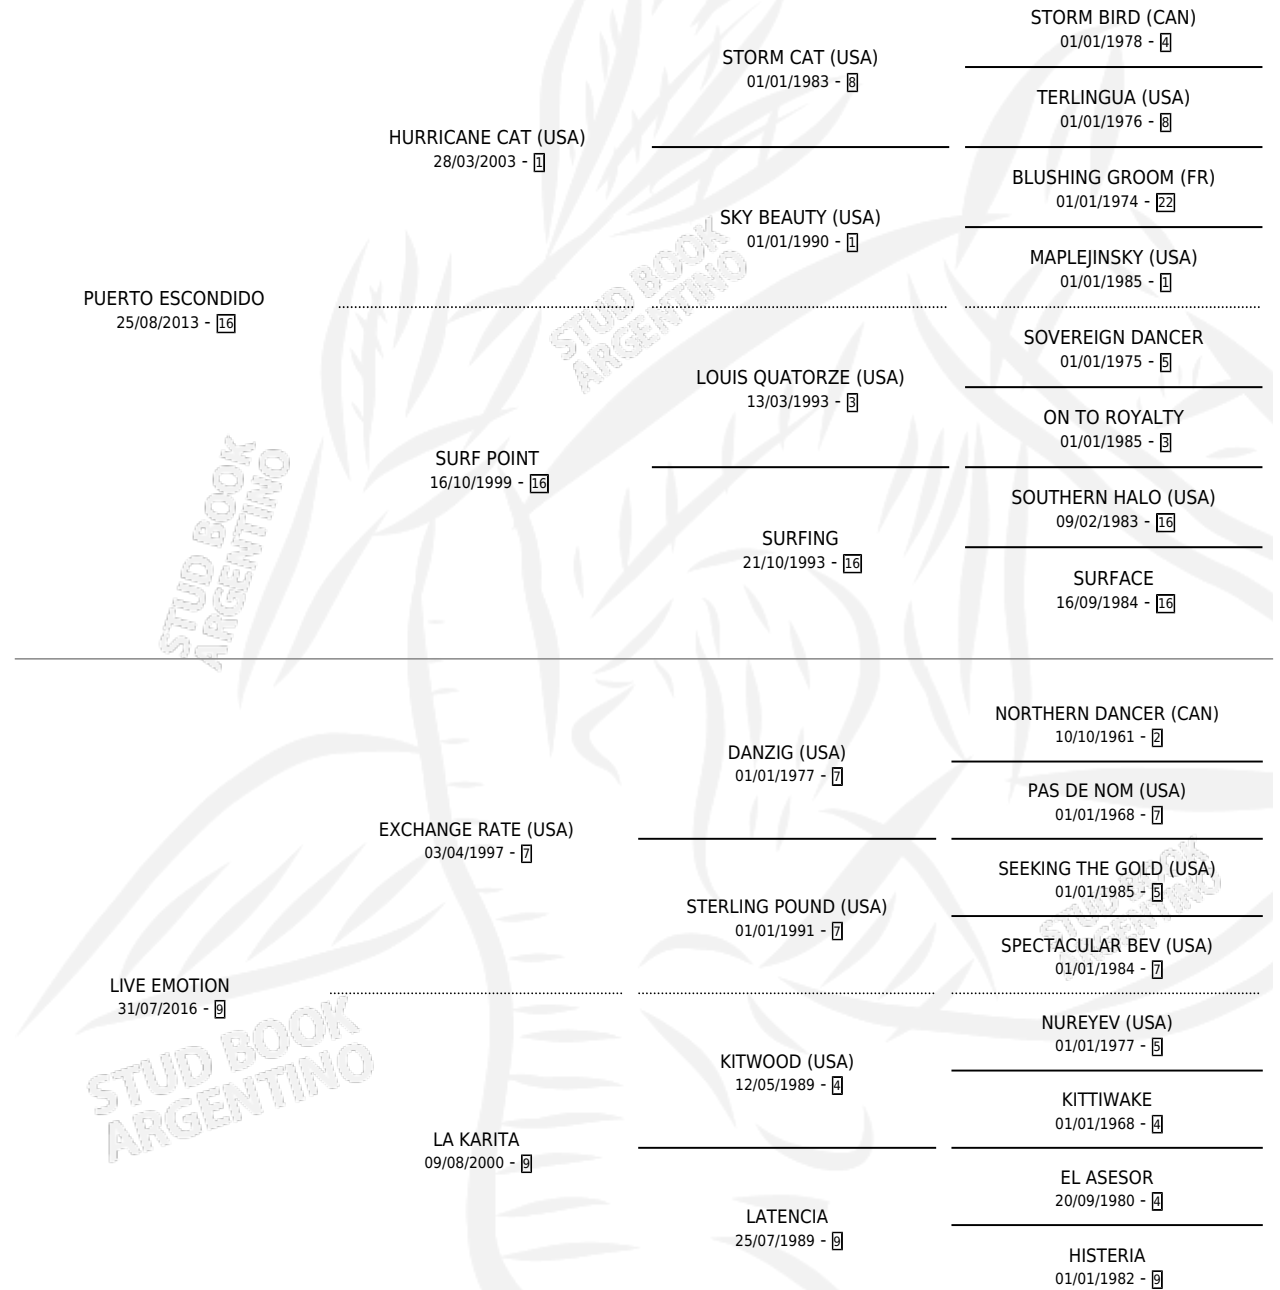 STORM BIRD (CAN)
01/01/1978 - 4
STORM CAT (USA)
01/01/1983 - 8
TERLINGUA (USA)
01/01/1976 - 8
HURRICANE CAT (USA)
28/03/2003 - 1
BLUSHING GROOM (FR)
01/01/1974 - 22
SKY BEAUTY (USA)
01/01/1990 - 1
MAPLEJINSKY (USA)
01/01/1985 - 1
PUERTO ESCONDIDO
25/08/2013 - 16
SOVEREIGN DANCER
01/01/1975 - 5
LOUIS QUATORZE (USA)
13/03/1993 - 3
ON TO ROYALTY
01/01/1985 - 3
SURF POINT
16/10/1999 - 16
SOUTHERN HALO (USA)
09/02/1983 - 16
SURFING
21/10/1993 - 16
SURFACE
16/09/1984 - 16
STUD BOOK
ARGENTINO
STUD BOOK
ARGENTINO
NORTHERN DANCER (CAN)
10/10/1961 - 2
DANZIG (USA)
01/01/1977 - 7
PAS DE NOM (USA)
01/01/1968 - 7
EXCHANGE RATE (USA)
03/04/1997 - 7
SEEKING THE GOLD (USA)
01/01/1985 - 5
STERLING POUND (USA)
01/01/1991 - 7
SPECTACULAR BEV (USA)
01/01/1984 - 7
STUD BOOK
ARGENTINO
LIVE EMOTION
31/07/2016 - 9
NUREYEV (USA)
01/01/1977 - 5
KITWOOD (USA)
12/05/1989 - 4
KITTIWAKE
01/01/1968 - 4
STUD BOOK
ARGENTINO
LA KARITA
09/08/2000 - 9
EL ASESOR
20/09/1980 - 4
LATENCIA
25/07/1989 - 9
HISTERIA
01/01/1982 - 9